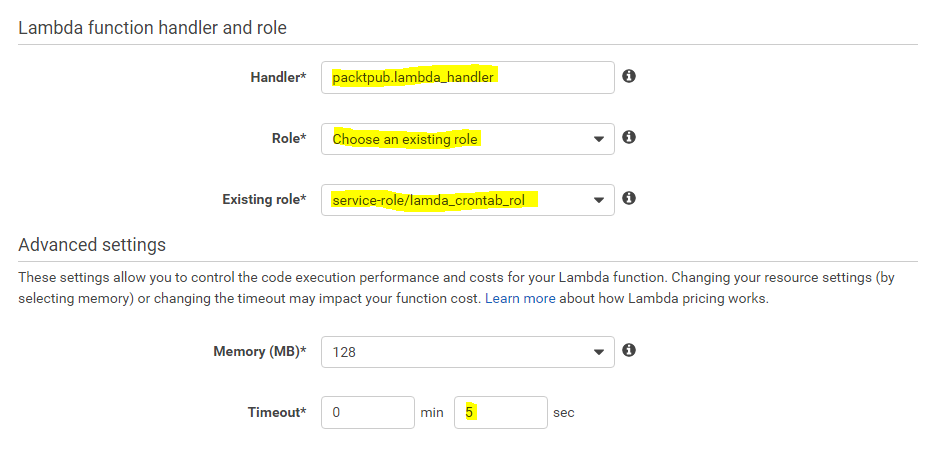 Lambda function handler and role
Handler* packtpub.lambda_handler
Role* Choose an existing role
Existing role* service-role/lamda_crontab_rol
Advanced settings
These settings allow you to control the code execution performance and costs for your Lambda function. Changing your resource settings (by
selecting memory) or changing the timeout may impact your function cost. Learn more about how Lambda pricing works.
Memory (MB)* 128
Timeout* 0 min 5 sec